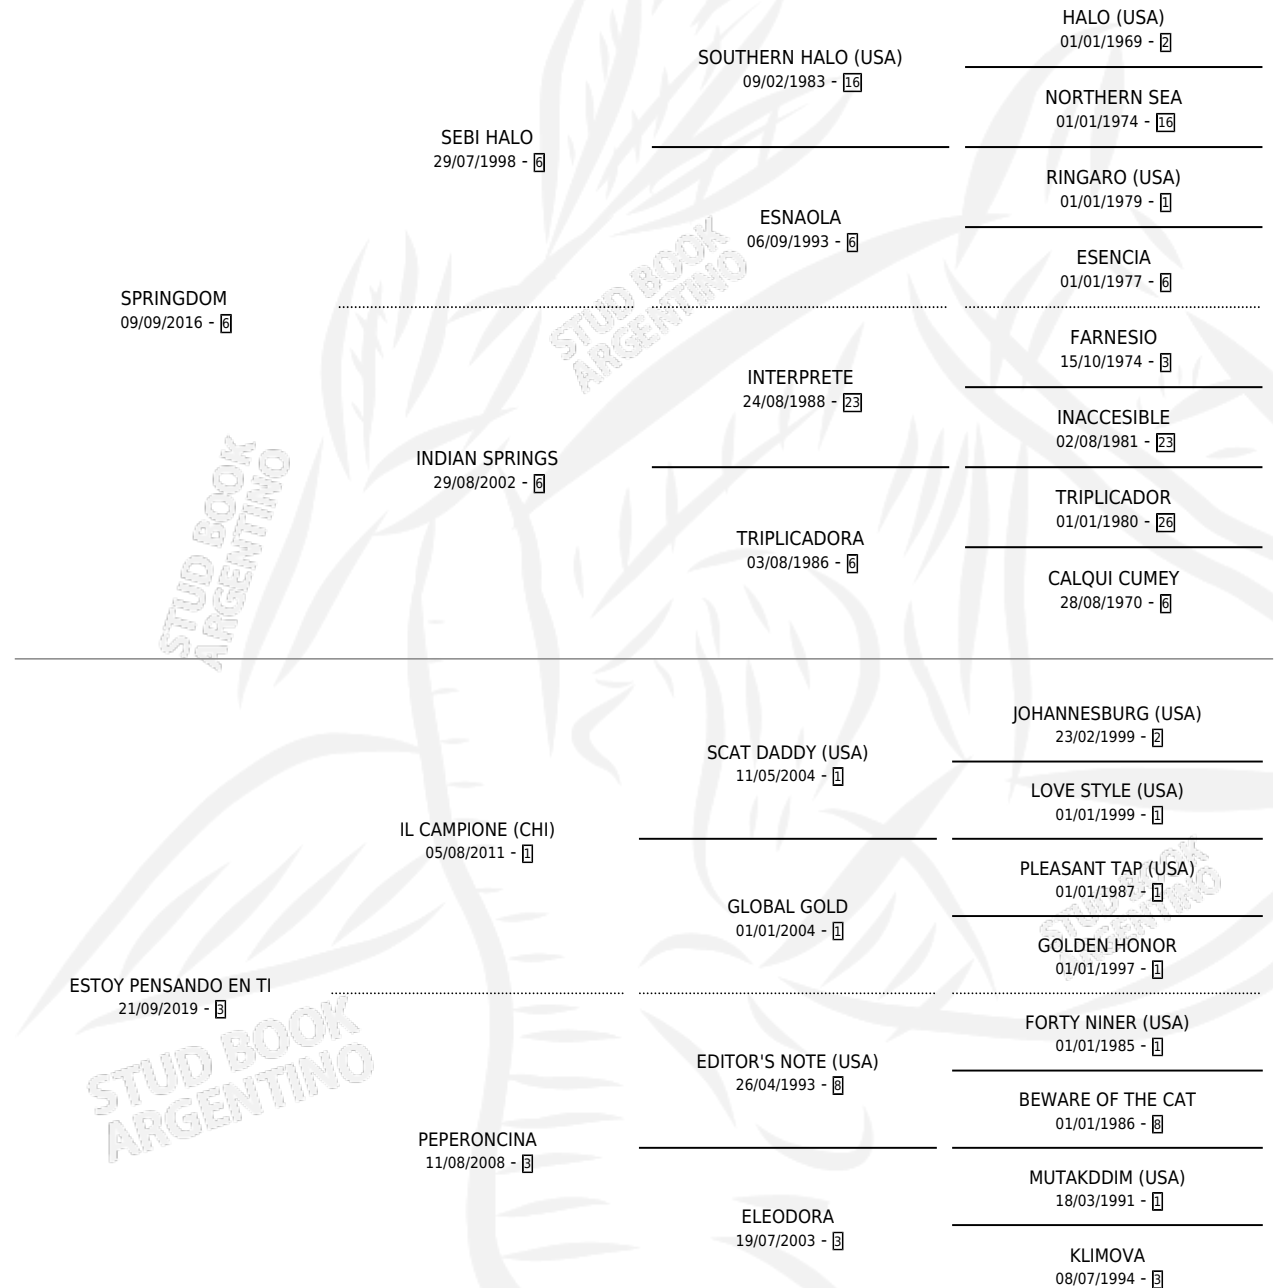 HALO (USA)
01/01/1969 - 2
SOUTHERN HALO (USA)
09/02/1983 - 16
NORTHERN SEA
01/01/1974 - 16
SEBI HALO
29/07/1998 - 6
RINGARO (USA)
01/01/1979 - 1
ESNAOLA
06/09/1993 - 6
ESENCIA
01/01/1977 - 6
SPRINGDOM
09/09/2016 - 6
FARNESIO
15/10/1974 - 3
INTERPRETE
24/08/1988 - 23
INACCESIBLE
02/08/1981 - 23
INDIAN SPRINGS
29/08/2002 - 6
TRIPLICADOR
01/01/1980 - 26
TRIPLICADORA
03/08/1986 - 6
CALQUI CUMEY
28/08/1970 - 6
STUD BOOK
ARGENTINO
STUD BOOK
ARGENTINO
JOHANNESBURG (USA)
23/02/1999 - 2
SCAT DADDY (USA)
11/05/2004 - 1
LOVE STYLE (USA)
01/01/1999 - 1
IL CAMPIONE (CHI)
05/08/2011 - 1
PLEASANT TAP (USA)
01/01/1987 - 1
GLOBAL GOLD
01/01/2004 - 1
GOLDEN HONOR
01/01/1997 - 1
STUD BOOK
ARGENTINO
ESTOY PENSANDO EN TI
21/09/2019 - 3
FORTY NINER (USA)
01/01/1985 - 1
EDITOR'S NOTE (USA)
26/04/1993 - 8
BEWARE OF THE CAT
01/01/1986 - 8
PEPERONCINA
11/08/2008 - 3
MUTAKDDIM (USA)
18/03/1991 - 1
ELEODORA
19/07/2003 - 3
KLIMOVA
08/07/1994 - 3
STUD BOOK
ARGENTINO